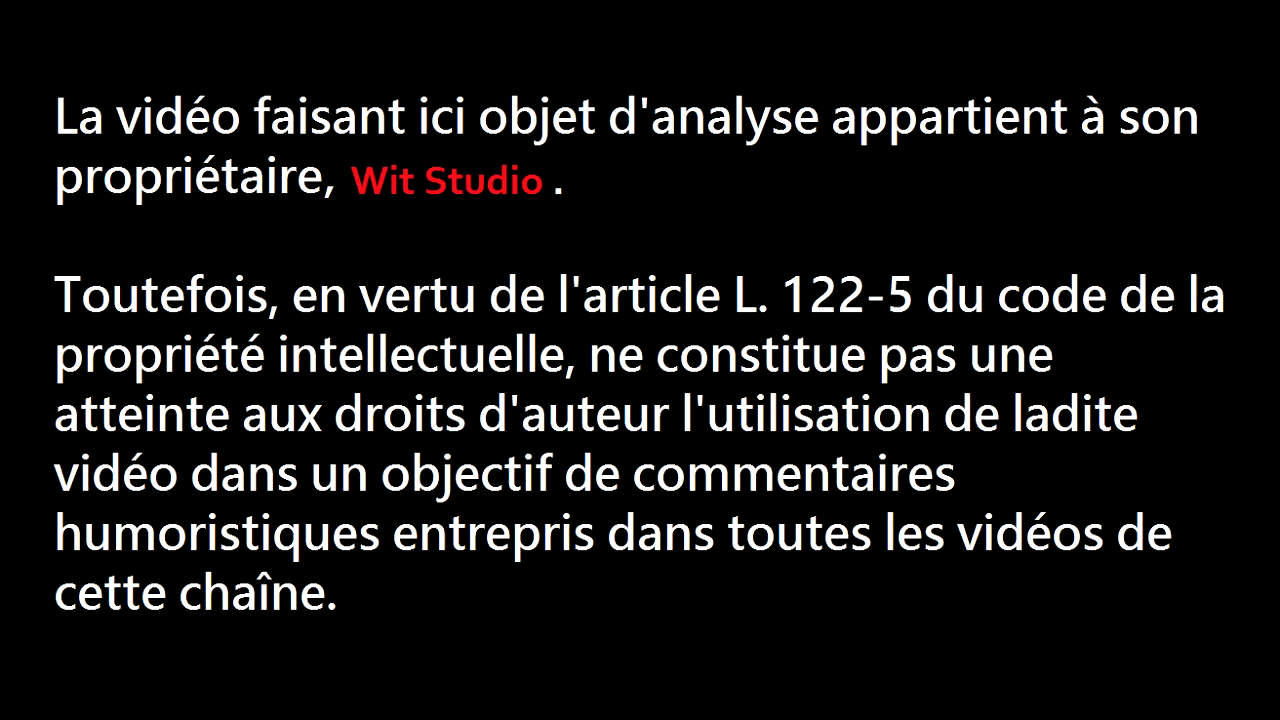 La vidéo faisant ici objet d'analyse appartient à son
propriétaire, Wit Studio .
Toutefois, en vertu de l'article L. 122-5 du code de la
propriété intellectuelle, ne constitue pas une
atteinte aux droits d'auteur l'utilisation de ladite
vidéo dans un objectif de commentaires
humoristiques entrepris dans toutes les vidéos de
cette chaîne.